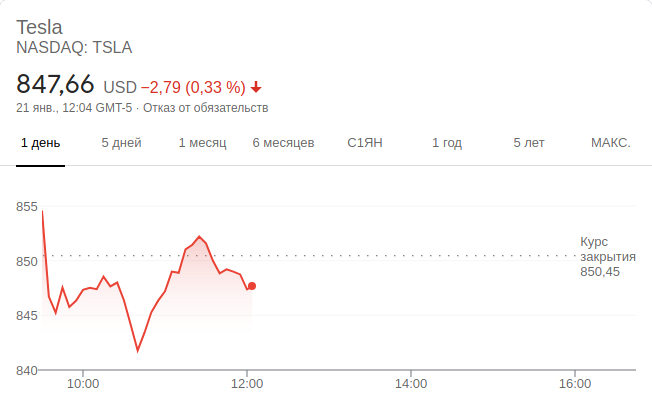 Tesla
NASDAQ: TSLA
847,66 USD −2,79 (0,33 %)
21 янв., 12:04 GMT-5 · Отказ от обязательств
1 день 5 дней 1 месяц 6 месяцев С1ЯН 1 год 5 лет МАКС.
855
850
845
840
Курс
закрытия
850,45
10:00 12:00 14:00 16:00